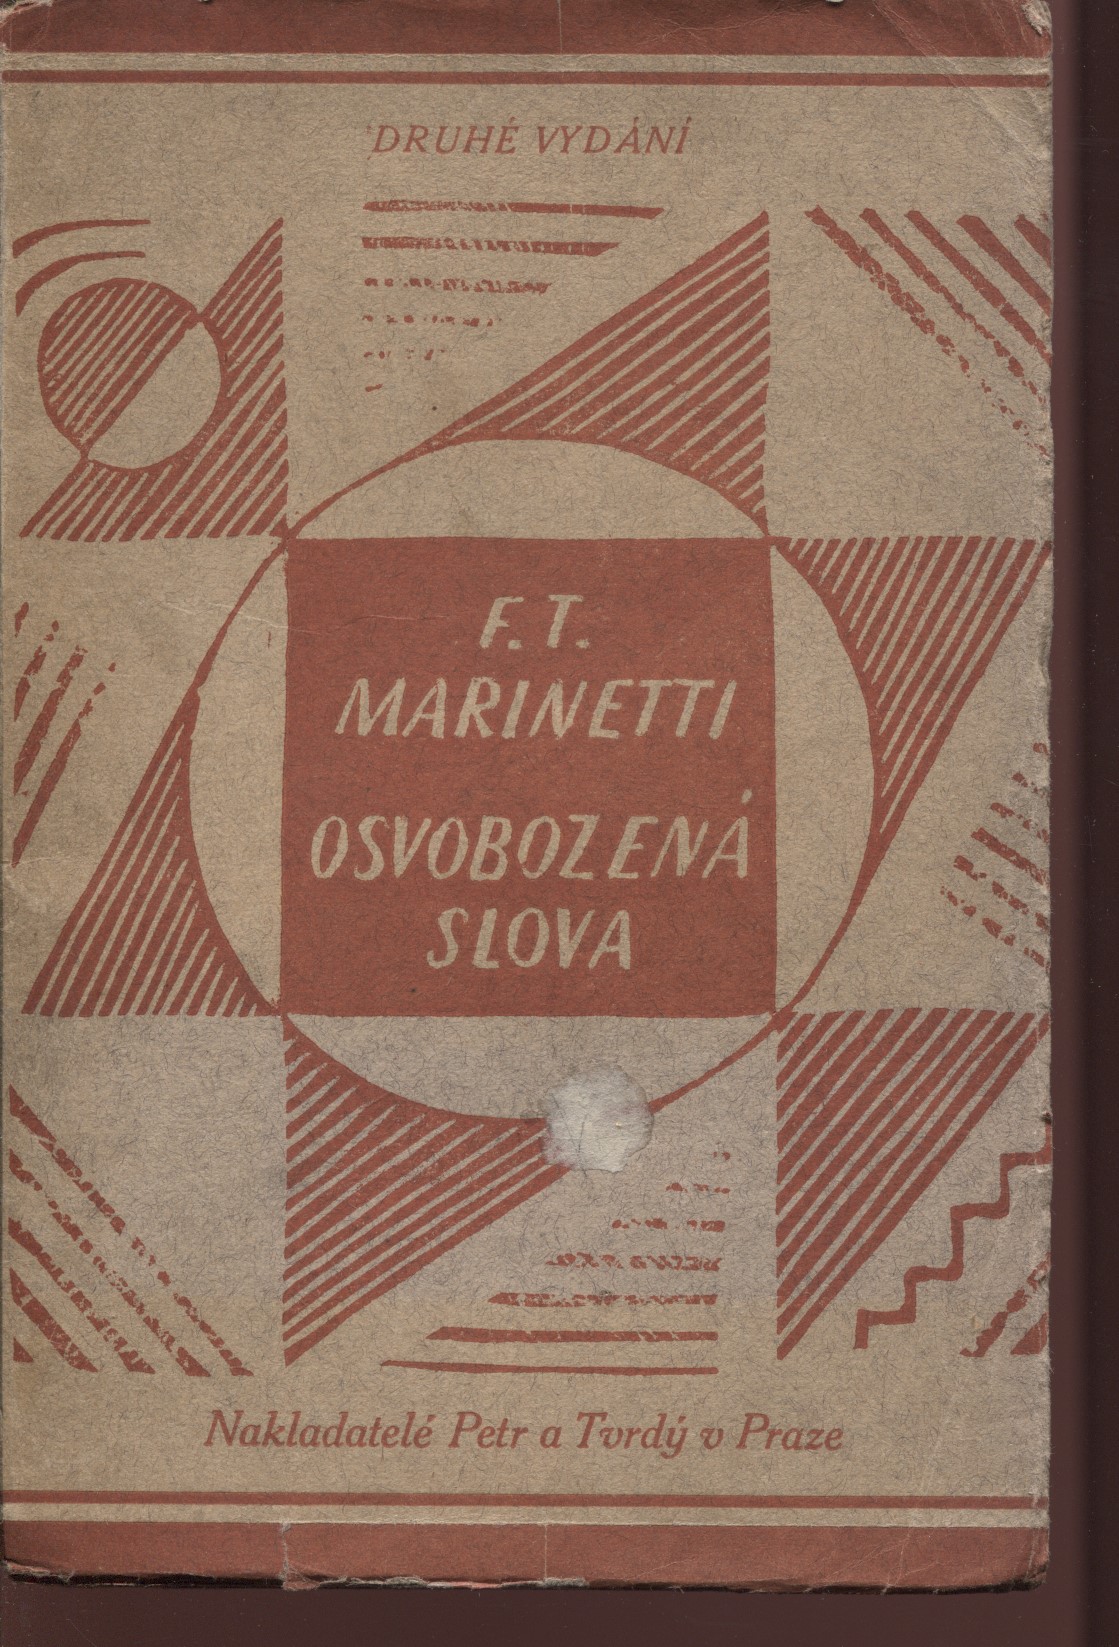 DRUHÉ VYDÁNÍ
F. T.
MARINETTI
OSVOBOZENÁ
SLOVA
Nakladatelé Petr a Tvrdý v Praze